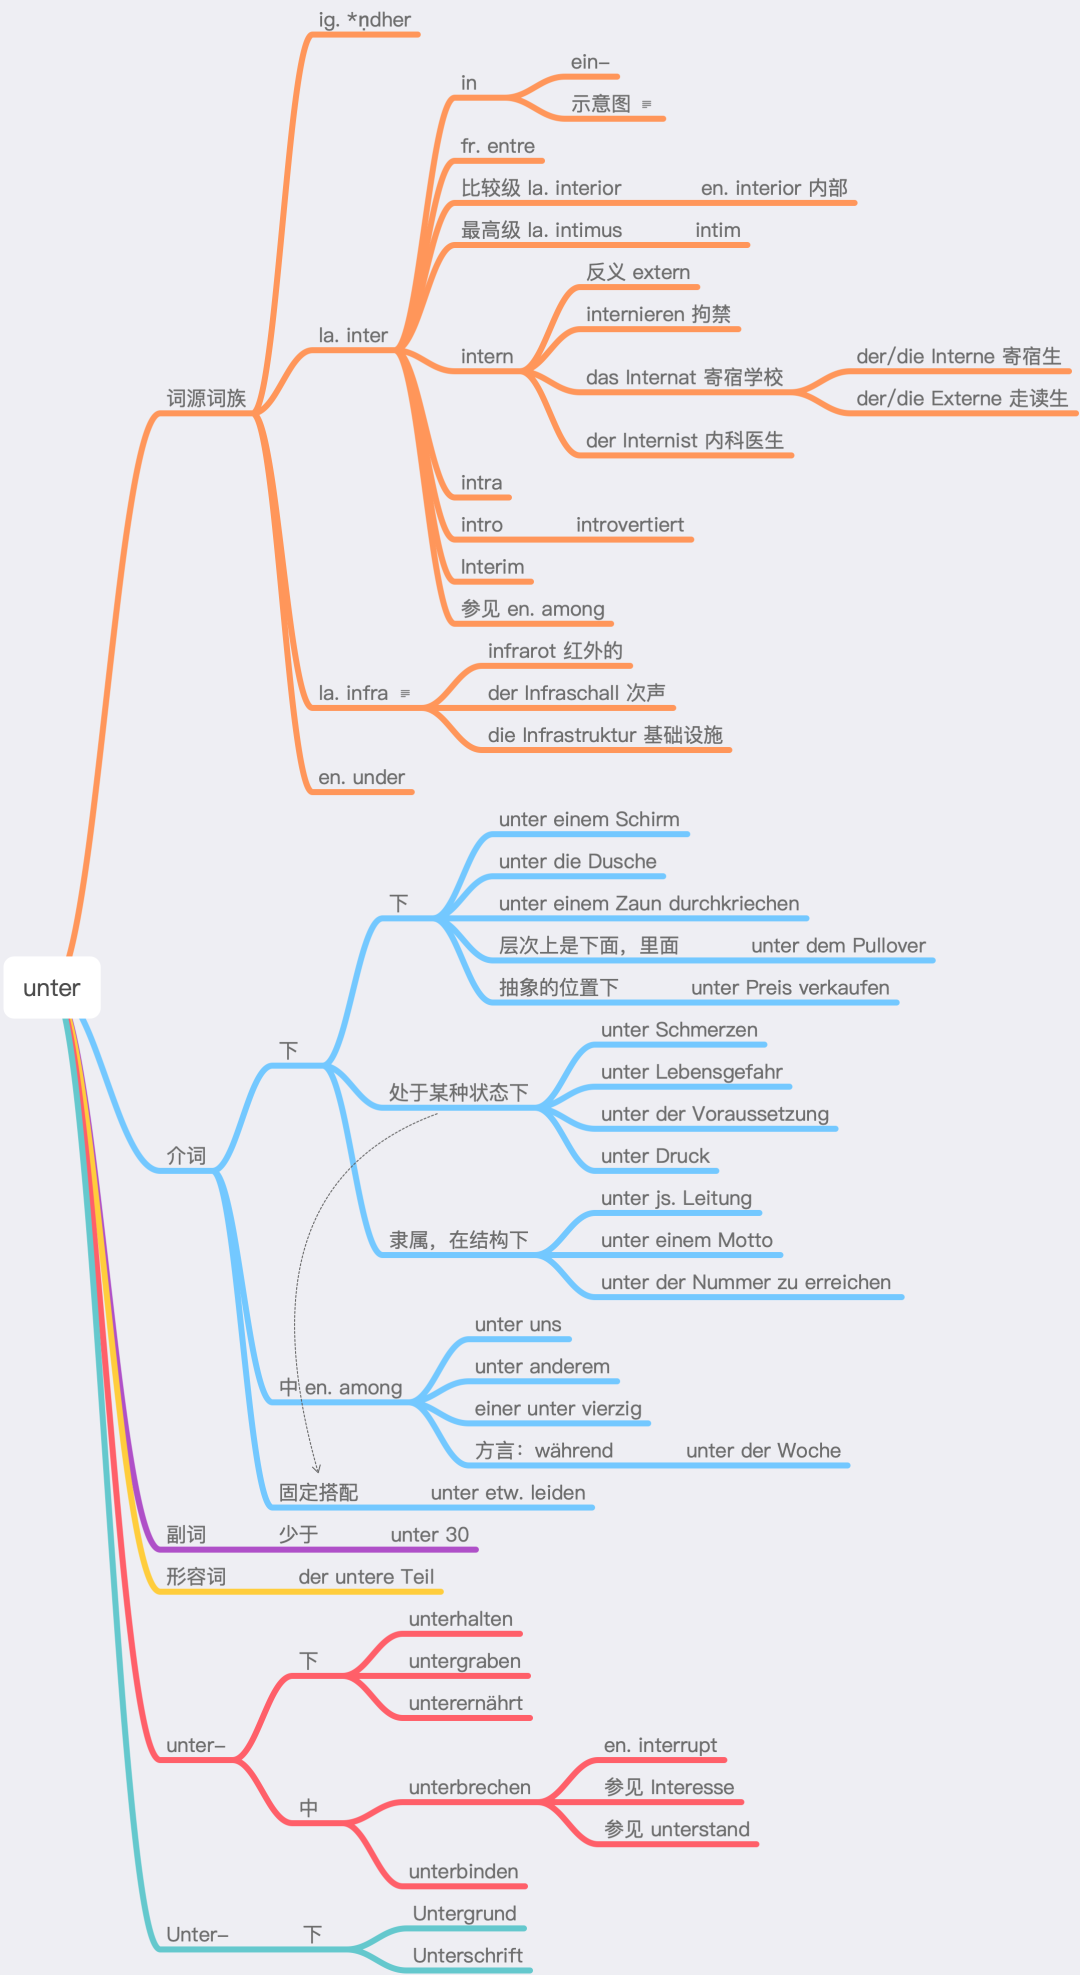 ig. *ṇdher
in
ein–
示意图
fr. entre
比较级 la. interior
en. interior 内部
最高级 la. intimus
intim
反义 extern
internieren 拘禁
la. inter
intern
der/die Interne 寄宿生
das Internat 寄宿学校
der/die Externe 走读生
词源词族
der Internist 内科医生
intra
intro
introvertiert
Interim
参见 en. among
infrarot 红外的
la. infra
der Infraschall 次声
die Infrastruktur 基础设施
en. under
unter einem Schirm
unter die Dusche
下
unter einem Zaun durchkriechen
层次上是下面，里面
unter dem Pullover
抽象的位置下
unter Preis verkaufen
unter
unter Schmerzen
下
unter Lebensgefahr
处于某种状态下
unter der Voraussetzung
介词
unter Druck
unter js. Leitung
隶属，在结构下
unter einem Motto
unter der Nummer zu erreichen
unter uns
unter anderem
中 en. among
einer unter vierzig
方言：während
unter der Woche
固定搭配
unter etw. leiden
副词
少于
unter 30
形容词
der untere Teil
unterhalten
下
untergraben
unterernährt
unter–
en. interrupt
unterbrechen
参见 Interesse
中
参见 unterstand
unterbinden
Untergrund
Unter–
下
Unterschrift